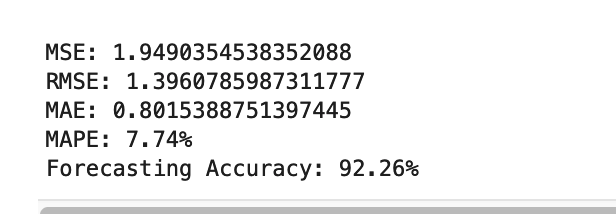 MSE: 1.9490354538352088
RMSE: 1.3960785987311777
MAE: 0.8015388751397445
MAPE: 7.74%
Forecasting Accuracy: 92.26%